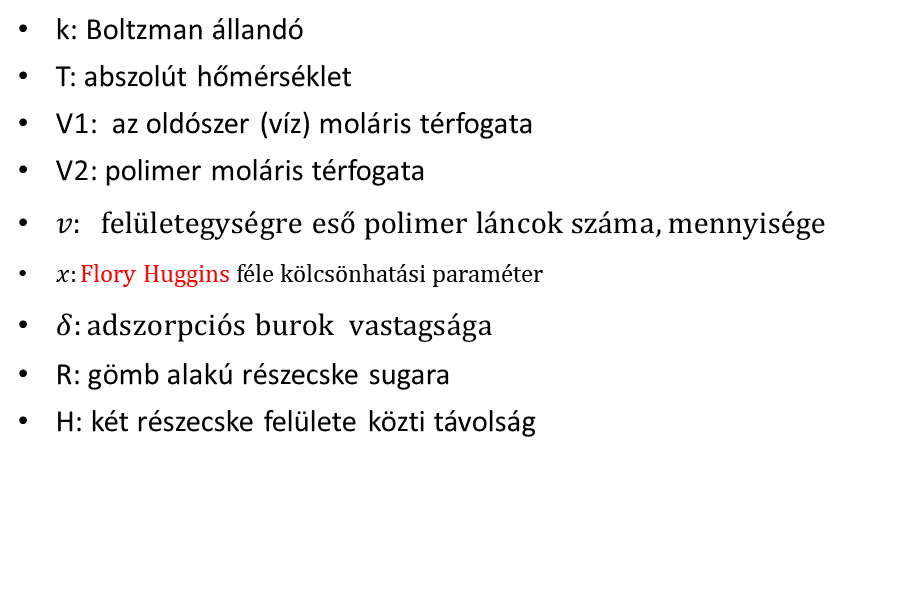 • k: Boltzman állandó
• T: abszolút hőmérséklet
• V1: az oldószer (víz) moláris térfogata
• V2: polimer moláris térfogata
• 𝑣: felületegységre eső polimer láncok száma, mennyisége
• 𝑥: Flory Huggins féle kölcsönhatási paraméter
• 𝛿: adszorpciós burok vastagsága
• R: gömb alakú részecske sugara
• H: két részecske felülete közti távolság